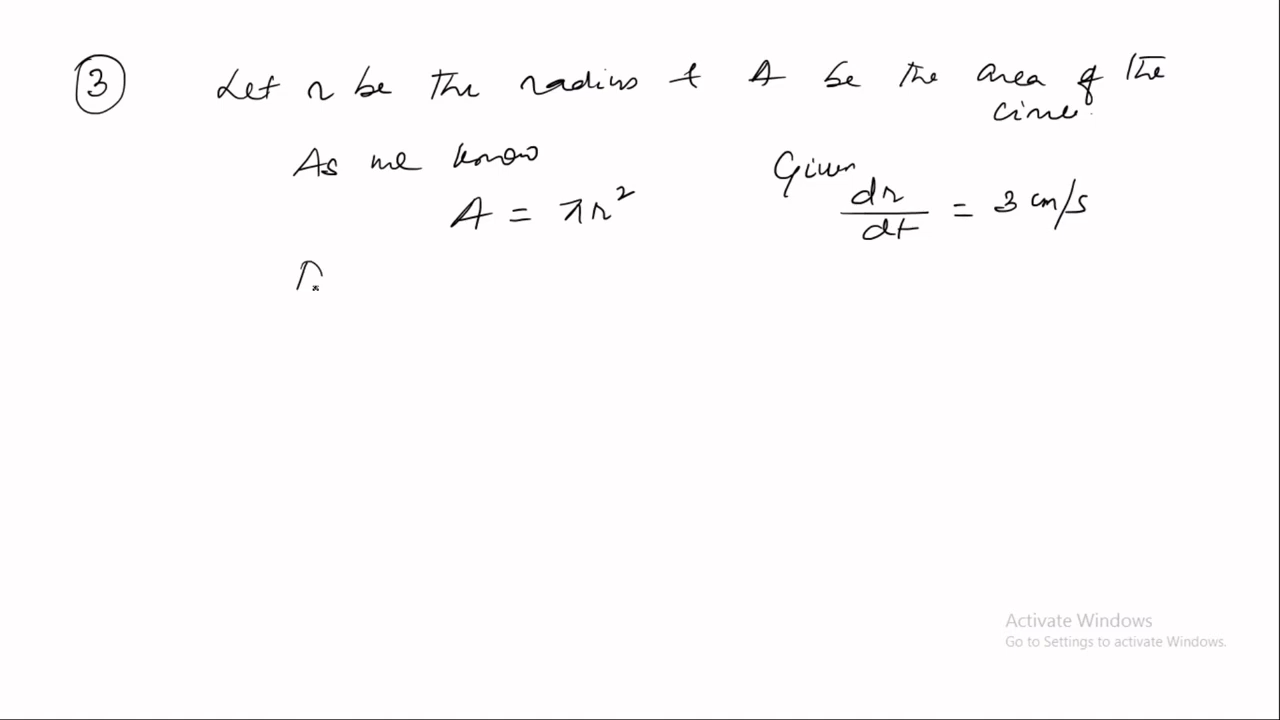 ③ Let r be the radius & A be the area of the
circle.
As we know
A = πr²
Given
dr/dt = 3 cm/s
Activate Windows
Go to Settings to activate Windows.